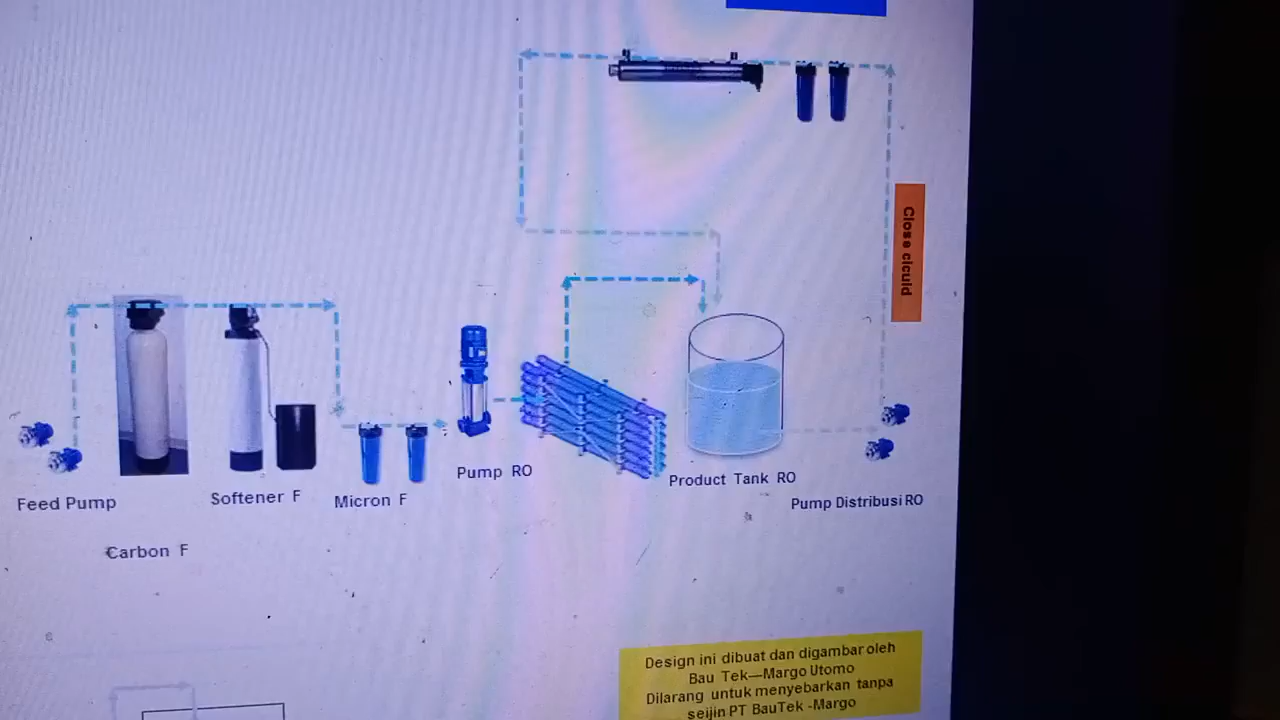 Close cicuid
Pump RO
Product Tank RO
Feed Pump
Softener F
Micron F
Pump Distribusi RO
Carbon F
Design ini dibuat dan digambar oleh
Bau Tek—Margo Utomo
Dilarang untuk menyebarkan tanpa
seijin PT BauTek -Margo